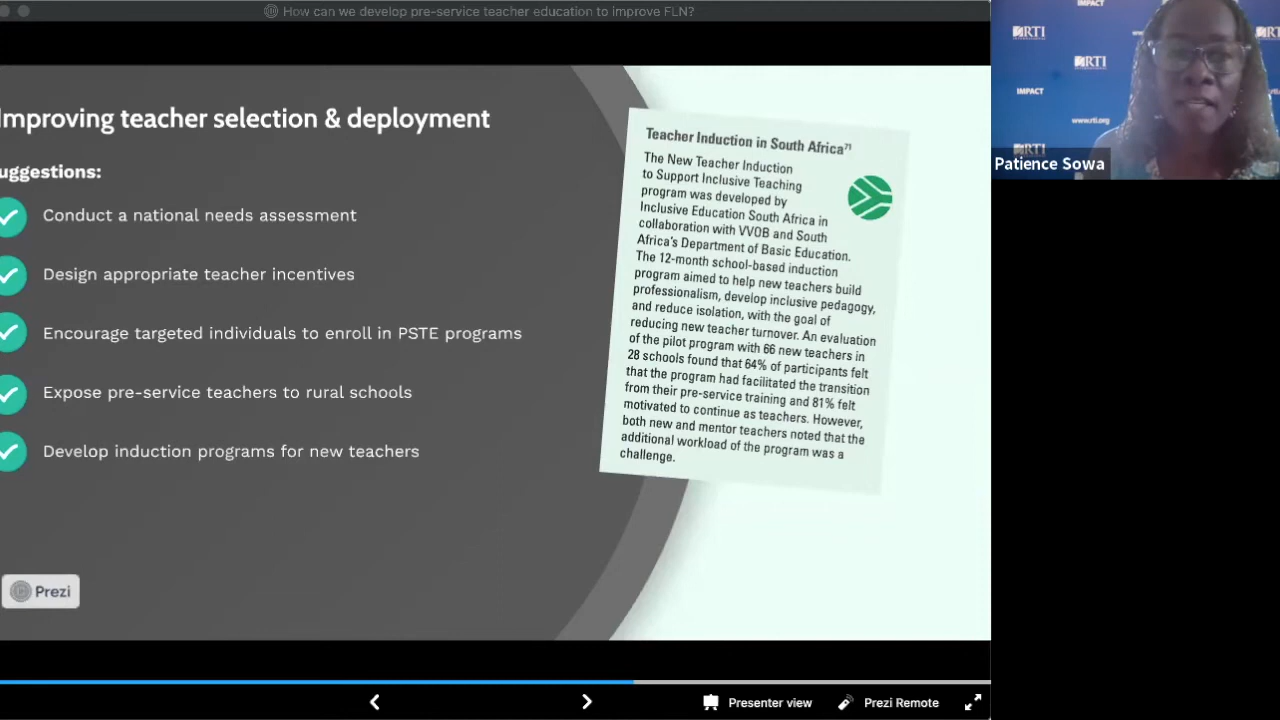 How can we develop pre-service teacher education to improve FLN?
Improving teacher selection & deployment
uggestions:
Conduct a national needs assessment
Design appropriate teacher incentives
Encourage targeted individuals to enroll in PSTE programs
Expose pre-service teachers to rural schools
Develop induction programs for new teachers
Prezi
Teacher Induction in South Africa⁷¹
The New Teacher Induction
to Support Inclusive Teaching
program was developed by
Inclusive Education South Africa in
collaboration with VVOB and South
Africa's Department of Basic Education.
The 12-month school-based induction
program aimed to help new teachers build
professionalism, develop inclusive pedagogy,
and reduce isolation, with the goal of
reducing new teacher turnover. An evaluation
of the pilot program with 66 new teachers in
28 schools found that 64% of participants felt
that the program had facilitated the transition
from their pre-service training and 81% felt
motivated to continue as teachers. However,
both new and mentor teachers noted that the
additional workload of the program was a
challenge.
Presenter view
Prezi Remote
IMPACT
RTI
RTI
RTI
IMPACT
www.rti.org
RTI
IMPACT
Patience Sowa